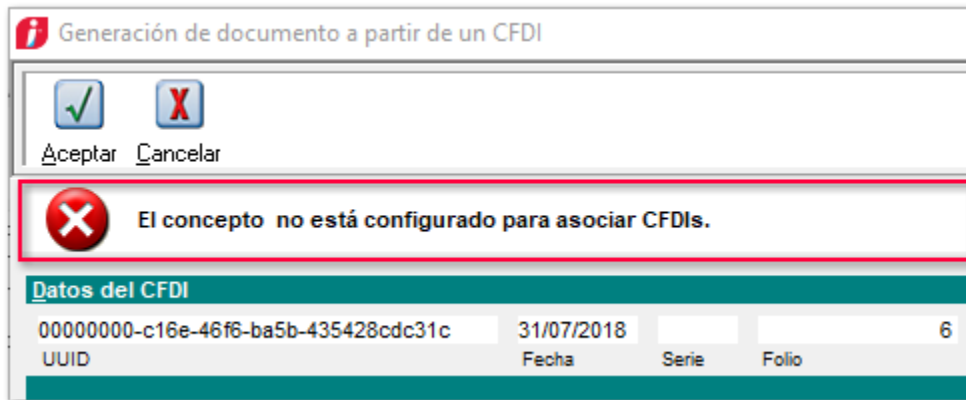 Generación de documento a partir de un CFDI
Aceptar Cancelar
El concepto no está configurado para asociar CFDIs.
Datos del CFDI
00000000-c16e-46f6-ba5b-435428cdc31c 31/07/2018 6
UUID Fecha Serie Folio